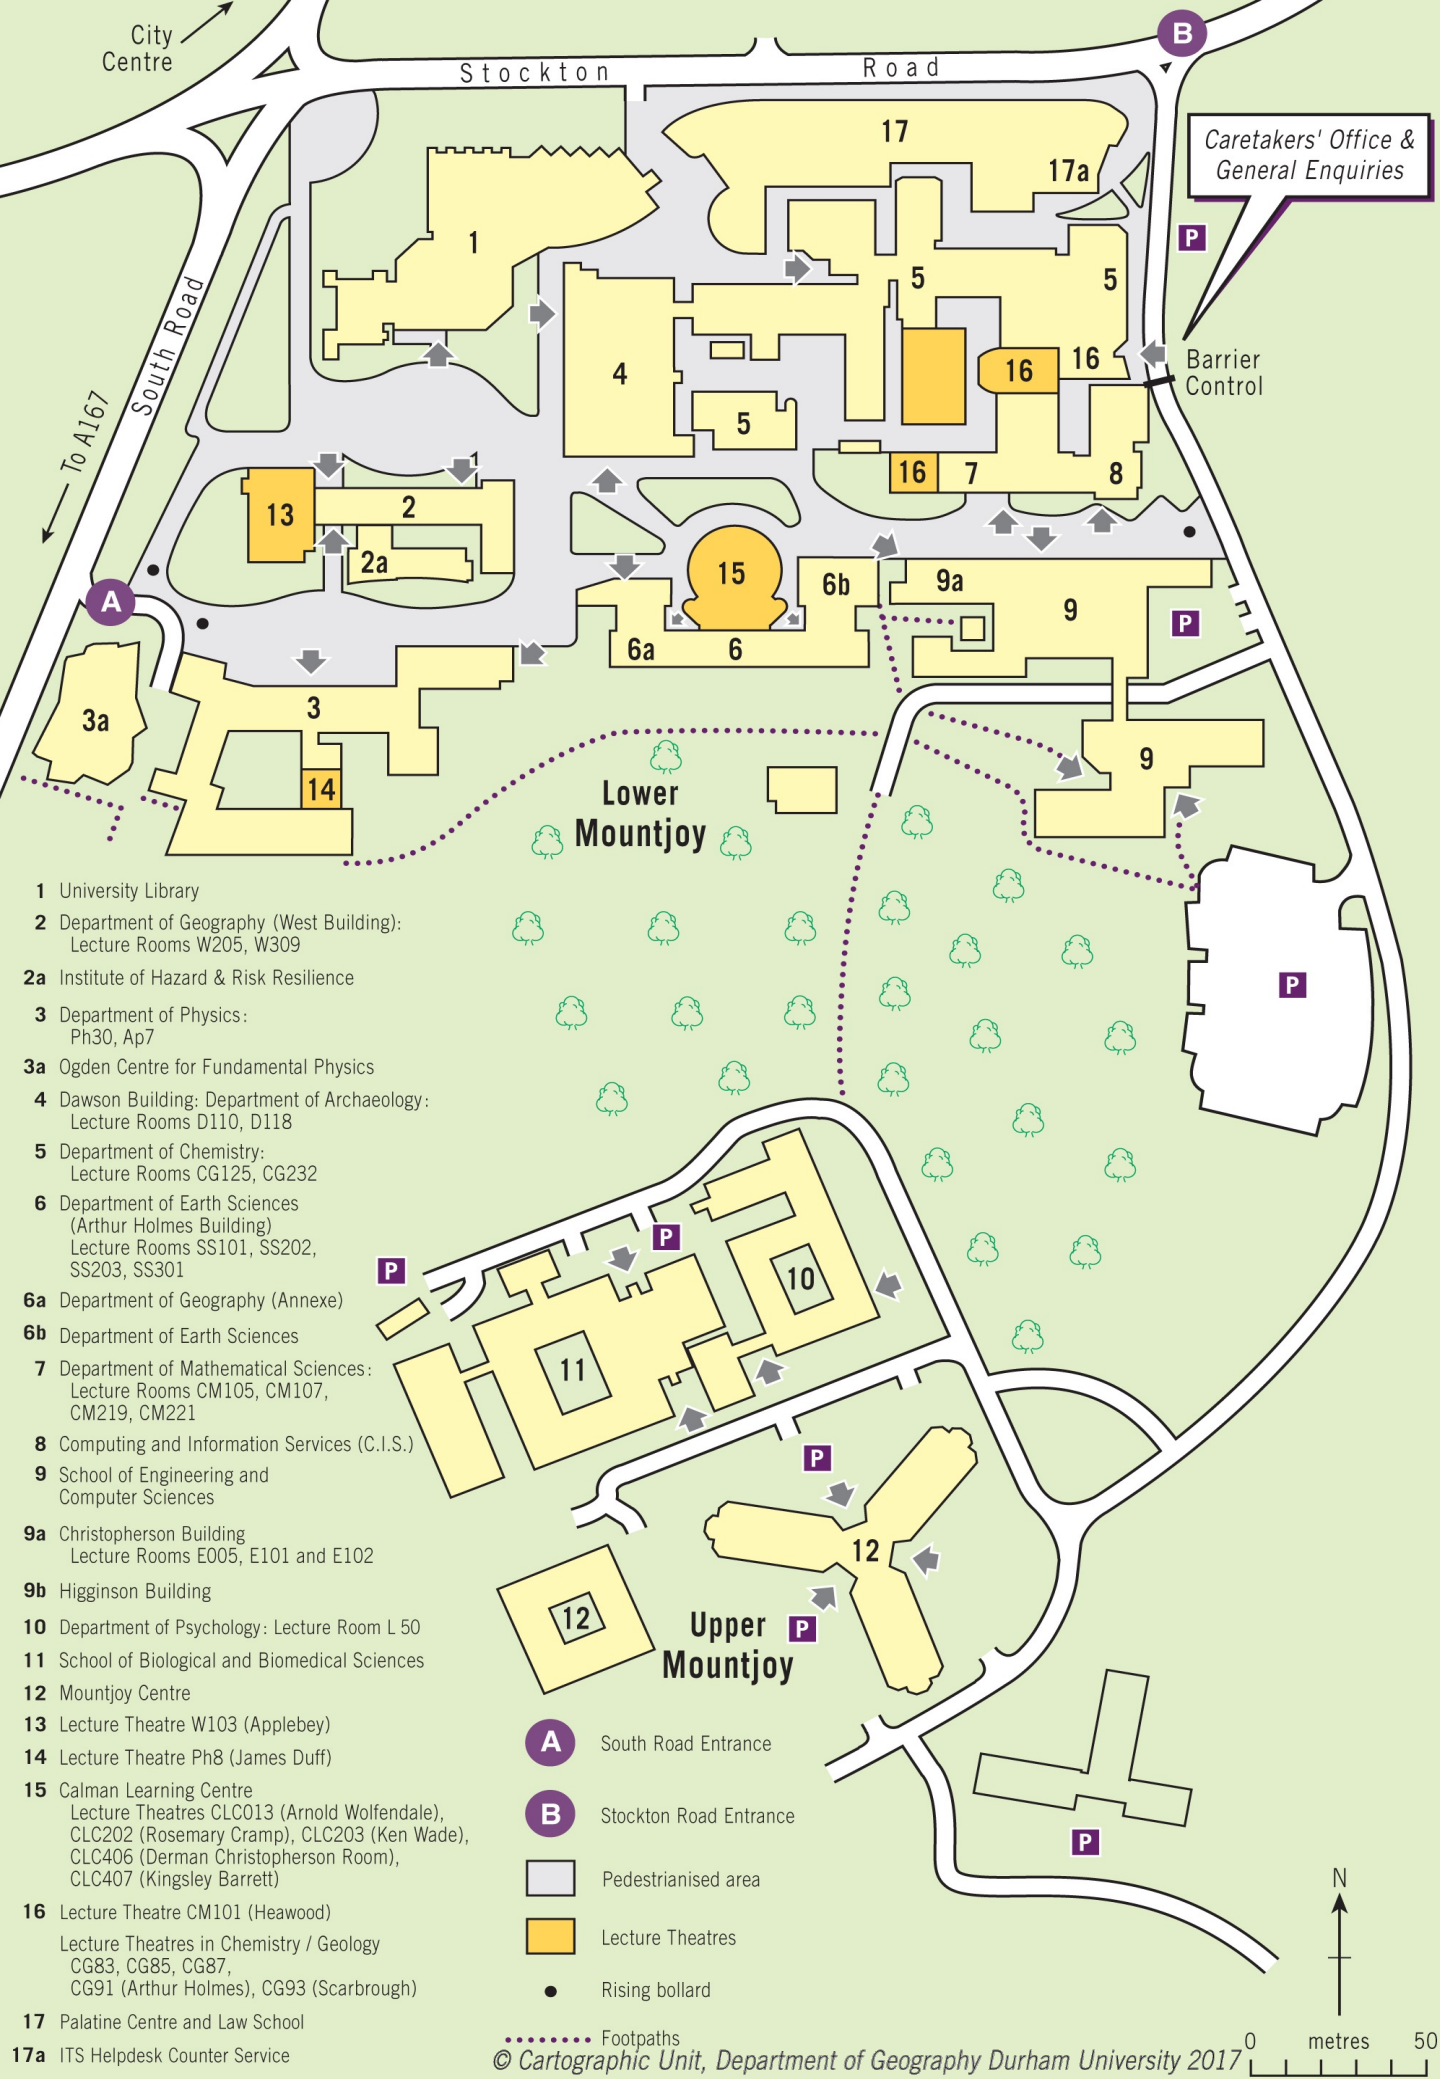 City
Centre
Stockton Road
B
Caretakers' Office &
General Enquiries
17
17a
P
1
5
5
South Road
To A167
4
16
16
Barrier
Control
5
13
2
2a
16
7
8
A
15
6b
9a
9
P
6a
6
3a
3
14
9
Lower
Mountjoy
P
1 University Library
2 Department of Geography (West Building):
Lecture Rooms W205, W309
2a Institute of Hazard & Risk Resilience
3 Department of Physics:
Ph30, Ap7
3a Ogden Centre for Fundamental Physics
4 Dawson Building: Department of Archaeology:
Lecture Rooms D110, D118
5 Department of Chemistry:
Lecture Rooms CG125, CG232
6 Department of Earth Sciences
(Arthur Holmes Building)
Lecture Rooms SS101, SS202,
SS203, SS301
6a Department of Geography (Annexe)
6b Department of Earth Sciences
7 Department of Mathematical Sciences:
Lecture Rooms CM105, CM107,
CM219, CM221
8 Computing and Information Services (C.I.S.)
9 School of Engineering and
Computer Sciences
9a Christopherson Building
Lecture Rooms E005, E101 and E102
9b Higginson Building
10 Department of Psychology: Lecture Room L 50
11 School of Biological and Biomedical Sciences
12 Mountjoy Centre
13 Lecture Theatre W103 (Applebey)
14 Lecture Theatre Ph8 (James Duff)
15 Calman Learning Centre
Lecture Theatres CLC013 (Arnold Wolfendale),
CLC202 (Rosemary Cramp), CLC203 (Ken Wade),
CLC406 (Derman Christopherson Room),
CLC407 (Kingsley Barrett)
16 Lecture Theatre CM101 (Heawood)
Lecture Theatres in Chemistry / Geology
CG83, CG85, CG87,
CG91 (Arthur Holmes), CG93 (Scarbrough)
17 Palatine Centre and Law School
17a ITS Helpdesk Counter Service
P
P
10
11
P
12
12
Upper
Mountjoy
P
P
A South Road Entrance
B Stockton Road Entrance
Pedestrianised area
Lecture Theatres
Rising bollard
Footpaths
N
0 metres 50
© Cartographic Unit, Department of Geography Durham University 2017